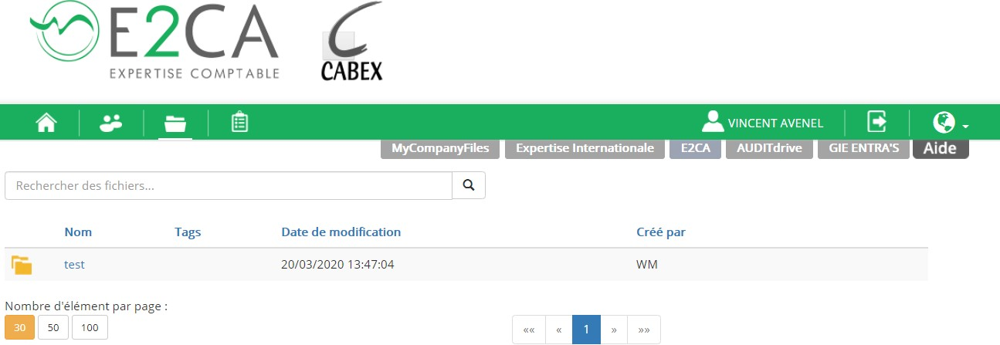 E2CA
EXPERTISE COMPTABLE
CABEX
VINCENT AVENEL
MyCompanyFiles Expertise Internationale E2CA AUDITdrive GIE ENTRA'S Aide
Rechercher des fichiers...
Nom Tags Date de modification Créé par
test 20/03/2020 13:47:04 WM
Nombre d'élément par page :
30 50 100 «« « 1 » »»